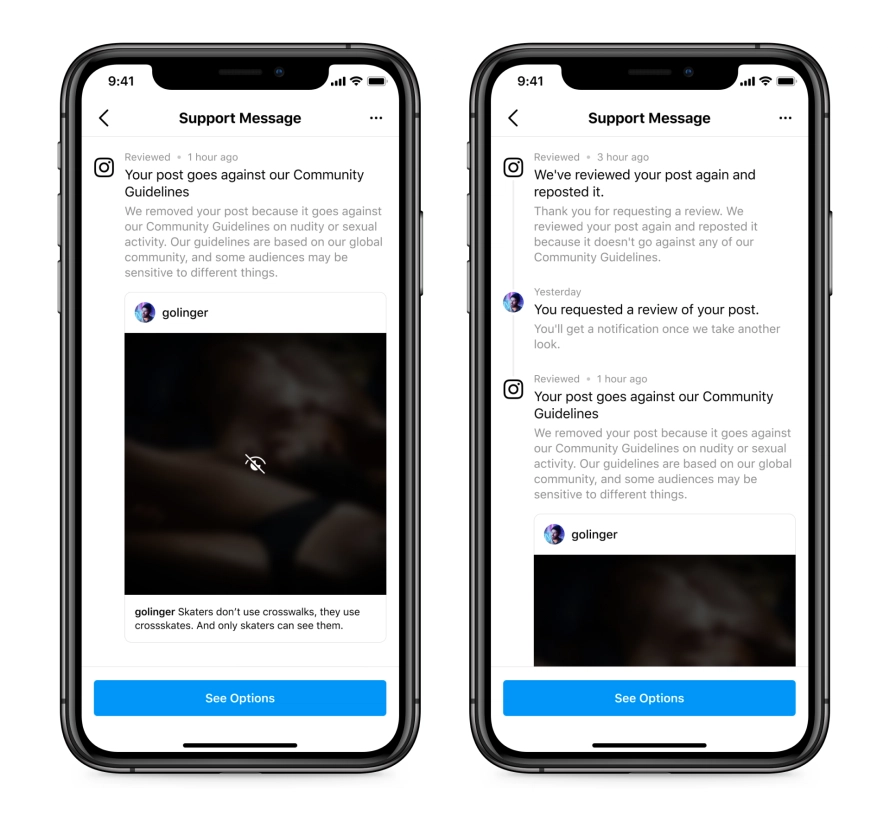 9:41
Support Message
Reviewed • 1 hour ago
Your post goes against our Community
Guidelines
We removed your post because it goes against
our Community Guidelines on nudity or sexual
activity. Our guidelines are based on our global
community, and some audiences may be
sensitive to different things.
golinger
golinger Skaters don't use crosswalks, they use
crossskates. And only skaters can see them.
See Options
9:41
Support Message
Reviewed • 3 hour ago
We've reviewed your post again and
reposted it.
Thank you for requesting a review. We
reviewed your post again and reposted it
because it doesn't go against any of our
Community Guidelines.
Yesterday
You requested a review of your post.
You'll get a notification once we take another
look.
Reviewed • 1 hour ago
Your post goes against our Community
Guidelines
We removed your post because it goes against
our Community Guidelines on nudity or sexual
activity. Our guidelines are based on our global
community, and some audiences may be
sensitive to different things.
golinger
See Options